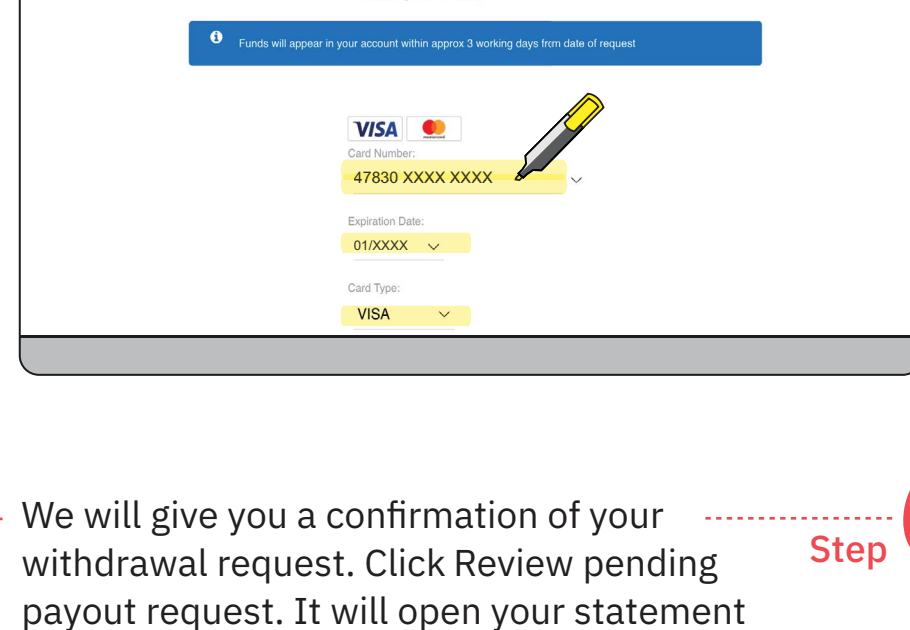 Funds will appear in your account within approx 3 working days from date of request
VISA mastercard
Card Number:
47830 XXXX XXXX
Expiration Date:
01/XXXX
Card Type:
VISA
We will give you a confirmation of your
Step
withdrawal request. Click Review pending
payout request. It will open your statement